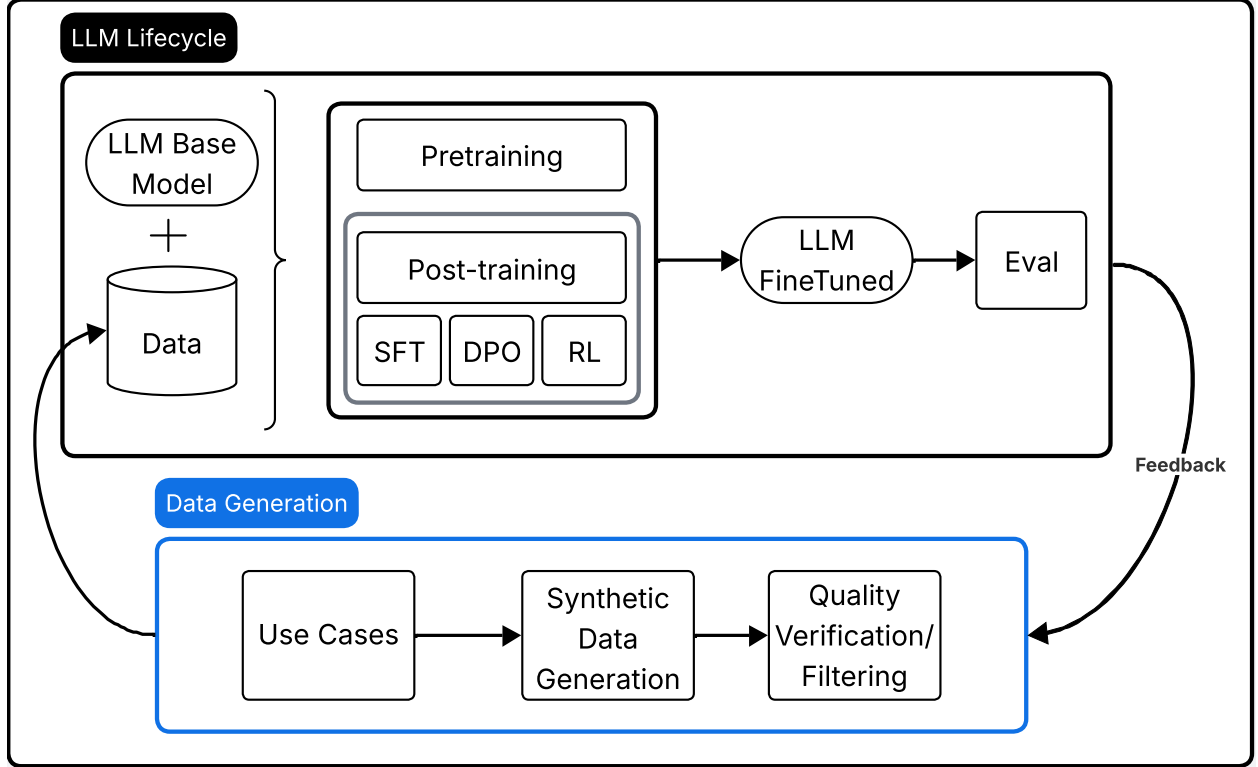 LLM Lifecycle
LLM Base
Model
Data
Pretraining
Post-training
SFT
DPO
RL
LLM
FineTuned
Eval
Feedback
Data Generation
Use Cases
Synthetic
Data
Generation
Quality
Verification/
Filtering